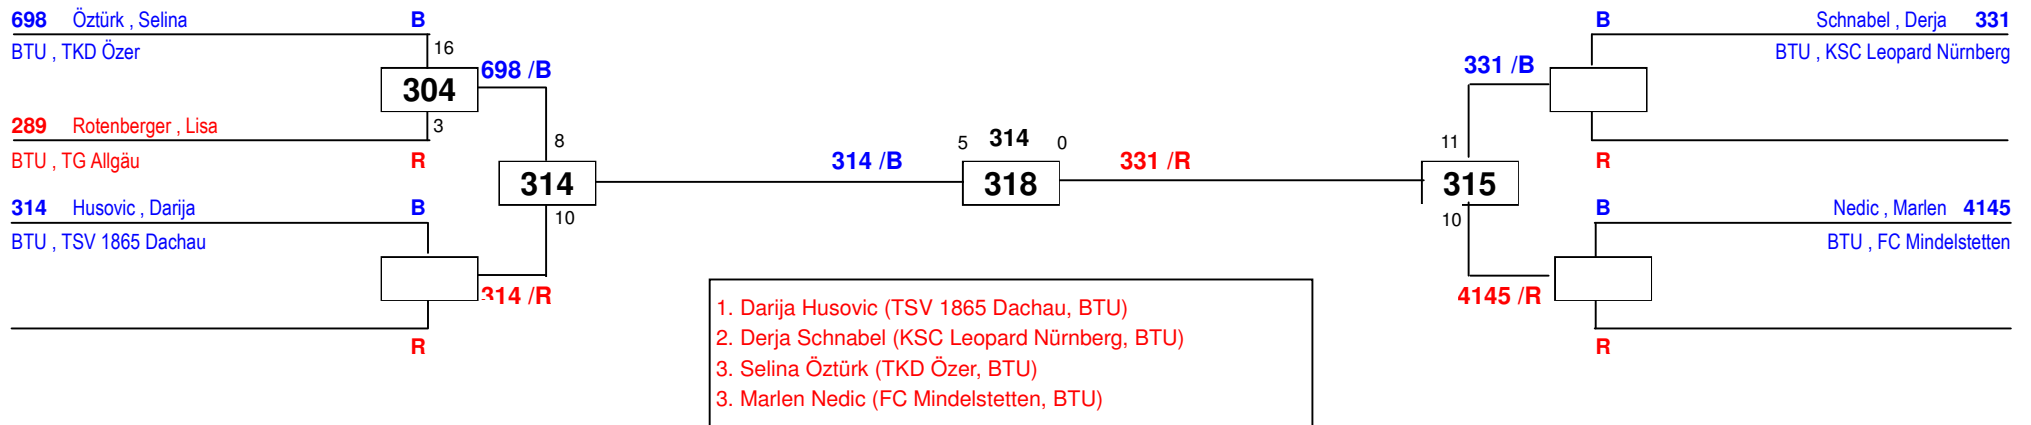 698 Öztürk , Selina B
BTU , TKD Özer
16
304
698 /B
289 Rotenberger , Lisa
3
BTU , TG Allgäu R
8
314
10
314 Husovic , Darija B
BTU , TSV 1865 Dachau
314 /R
R
314 /B
5 314 0
318
331 /R
B Schnabel , Derja 331
BTU , KSC Leopard Nürnberg
331 /B
R
11
315
10
B Nedic , Marlen 4145
BTU , FC Mindelstetten
4145 /R
R
1. Darija Husovic (TSV 1865 Dachau, BTU)
2. Derja Schnabel (KSC Leopard Nürnberg, BTU)
3. Selina Öztürk (TKD Özer, BTU)
3. Marlen Nedic (FC Mindelstetten, BTU)